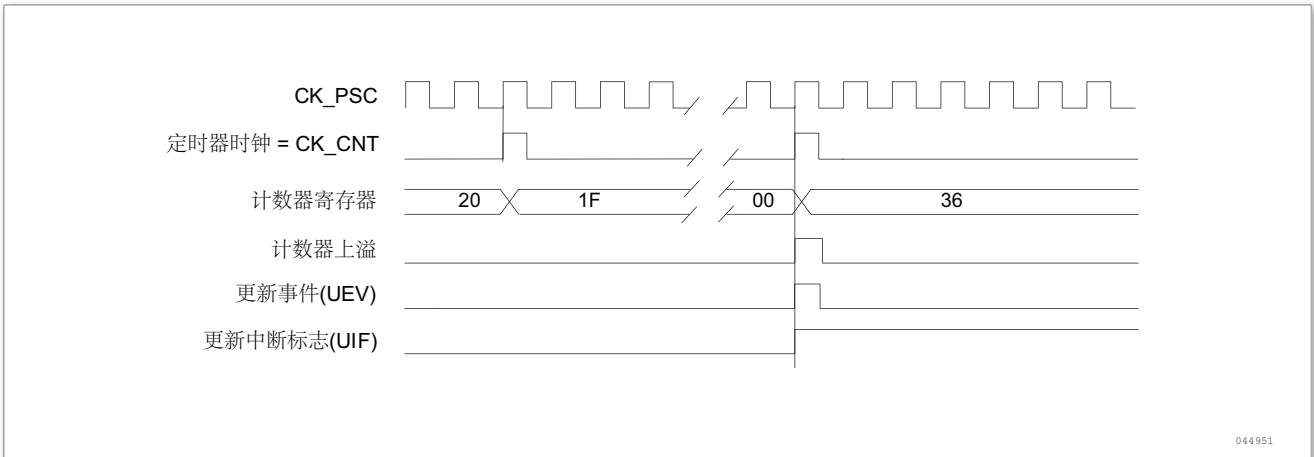 CK_PSC
定时器时钟 = CK_CNT
计数器寄存器 20 1F 00 36
计数器上溢
更新事件(UEV)
更新中断标志(UIF)
044951